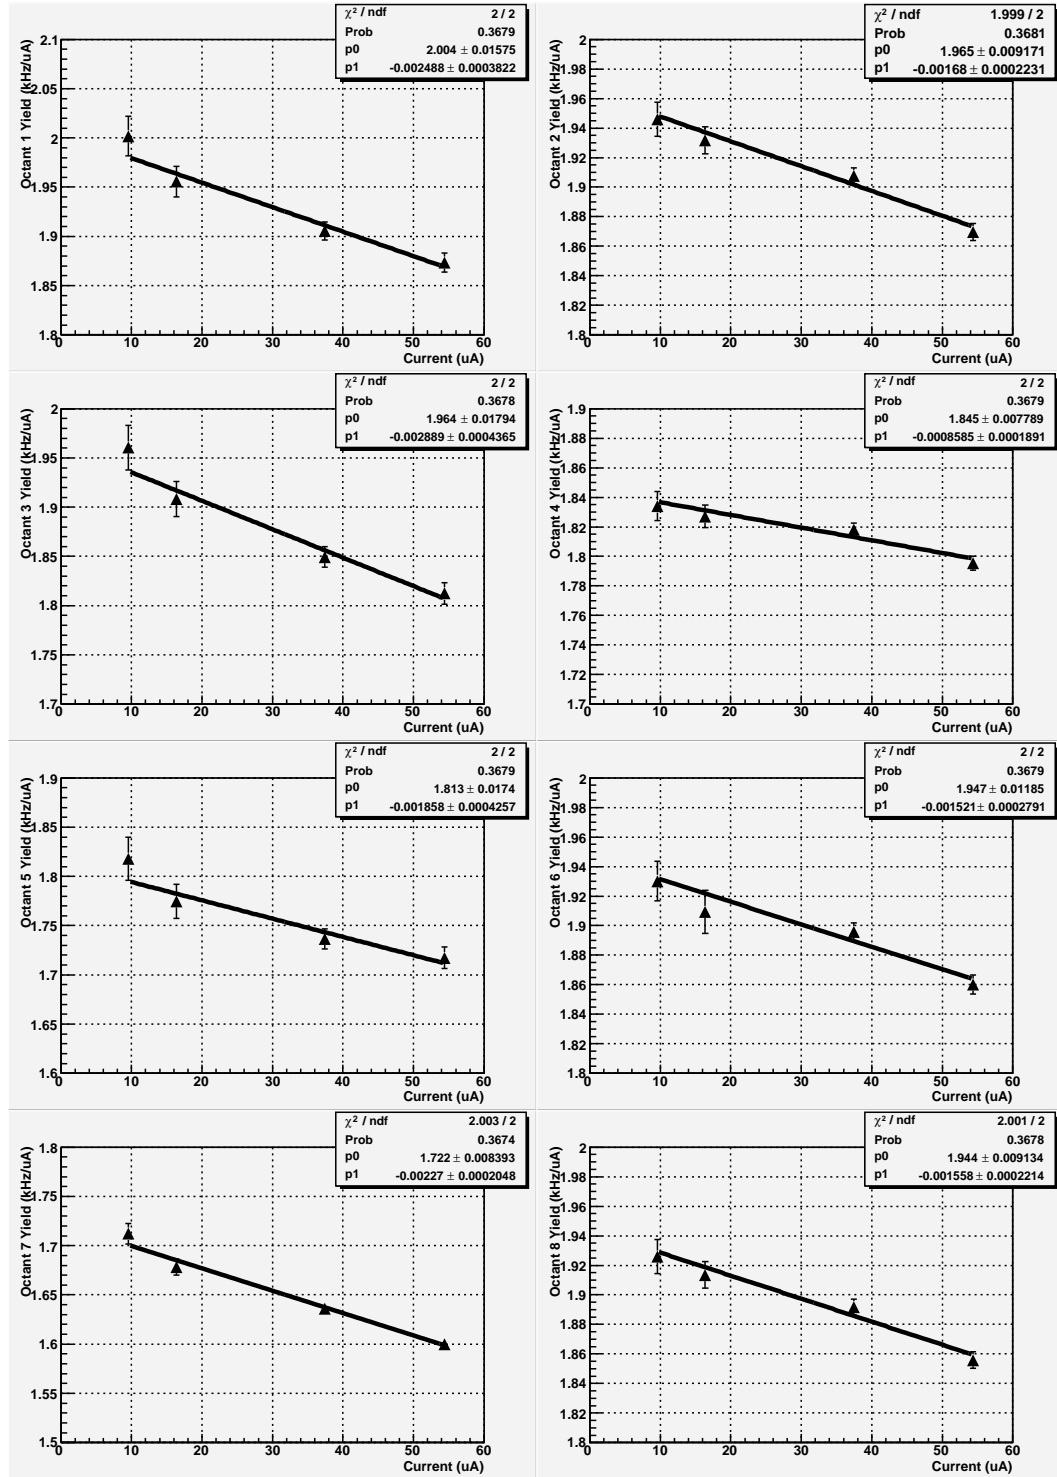 χ² / ndf 2 / 2
Prob 0.3679
p0 2.004 ± 0.01575
p1 -0.002488 ± 0.0003822
Octant 1 Yield (kHz/uA)
2.1
2.05
2
1.95
1.9
1.85
1.8
0 10 20 30 40 50 60
Current (uA)
χ² / ndf 1.999 / 2
Prob 0.3681
p0 1.965 ± 0.009171
p1 -0.00168 ± 0.0002231
Octant 2 Yield (kHz/uA)
2
1.98
1.96
1.94
1.92
1.9
1.88
1.86
1.84
1.82
1.8
0 10 20 30 40 50 60
Current (uA)
χ² / ndf 2 / 2
Prob 0.3678
p0 1.964 ± 0.01794
p1 -0.002889 ± 0.0004365
Octant 3 Yield (kHz/uA)
2
1.95
1.9
1.85
1.8
1.75
1.7
0 10 20 30 40 50 60
Current (uA)
χ² / ndf 2 / 2
Prob 0.3679
p0 1.845 ± 0.007789
p1 -0.0008585 ± 0.0001891
Octant 4 Yield (kHz/uA)
1.9
1.88
1.86
1.84
1.82
1.8
1.78
1.76
1.74
1.72
1.7
0 10 20 30 40 50 60
Current (uA)
χ² / ndf 2 / 2
Prob 0.3679
p0 1.813 ± 0.0174
p1 -0.001858 ± 0.0004257
Octant 5 Yield (kHz/uA)
1.9
1.85
1.8
1.75
1.7
1.65
1.6
0 10 20 30 40 50 60
Current (uA)
χ² / ndf 2 / 2
Prob 0.3679
p0 1.947 ± 0.01185
p1 -0.001521 ± 0.0002791
Octant 6 Yield (kHz/uA)
2
1.98
1.96
1.94
1.92
1.9
1.88
1.86
1.84
1.82
1.8
0 10 20 30 40 50 60
Current (uA)
χ² / ndf 2.003 / 2
Prob 0.3674
p0 1.722 ± 0.008393
p1 -0.00227 ± 0.0002048
Octant 7 Yield (kHz/uA)
1.8
1.75
1.7
1.65
1.6
1.55
1.5
0 10 20 30 40 50 60
Current (uA)
χ² / ndf 2.001 / 2
Prob 0.3678
p0 1.944 ± 0.009134
p1 -0.001558 ± 0.0002214
Octant 8 Yield (kHz/uA)
2
1.98
1.96
1.94
1.92
1.9
1.88
1.86
1.84
1.82
1.8
0 10 20 30 40 50 60
Current (uA)